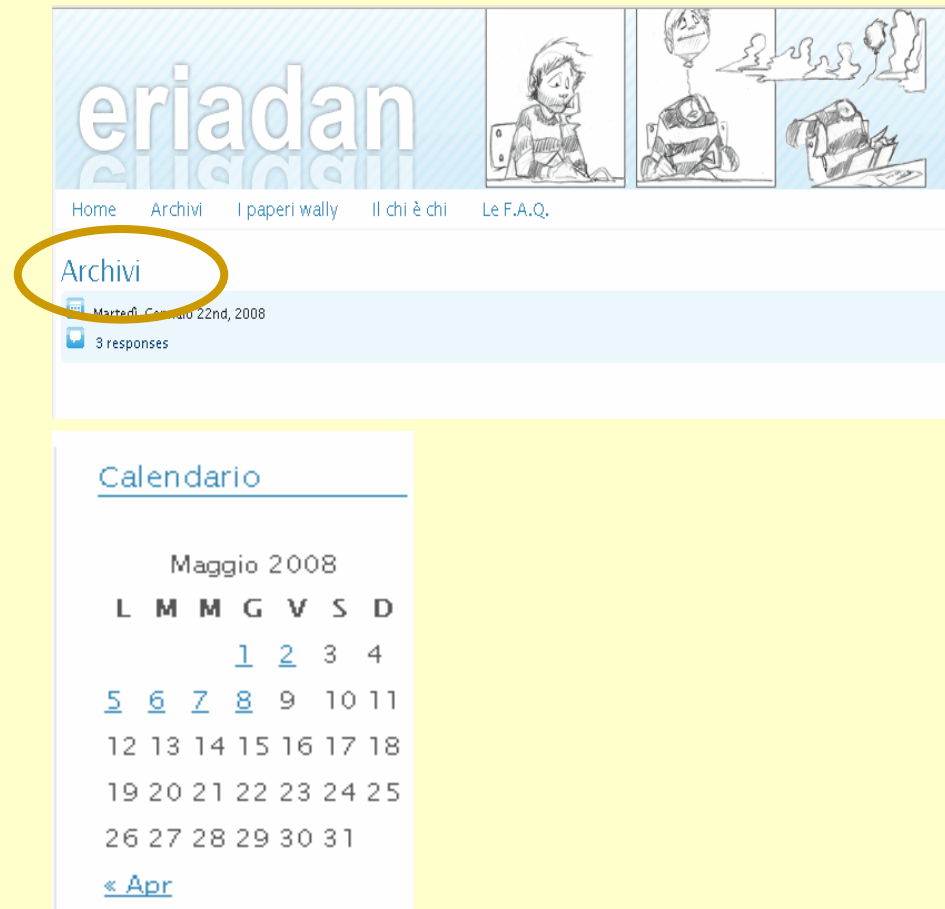 eriadan
Home Archivi I paperi wally Il chi è chi Le F.A.Q.
Archivi
Martedì, Gennaio 22nd, 2008
3 responses
Calendario
Maggio 2008
L M M G V S D
1 2 3 4
5 6 7 8 9 10 11
12 13 14 15 16 17 18
19 20 21 22 23 24 25
26 27 28 29 30 31
« Apr